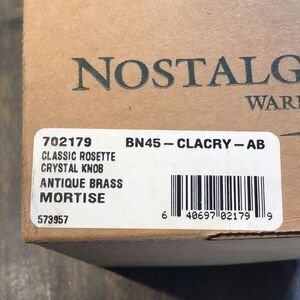 NOSTALG
WAR
702179 BN45-CLACRY-AB
CLASSIC ROSETTE
CRYSTAL KNOB
ANTIQUE BRASS
MORTISE
573957
6 40697 02179 9